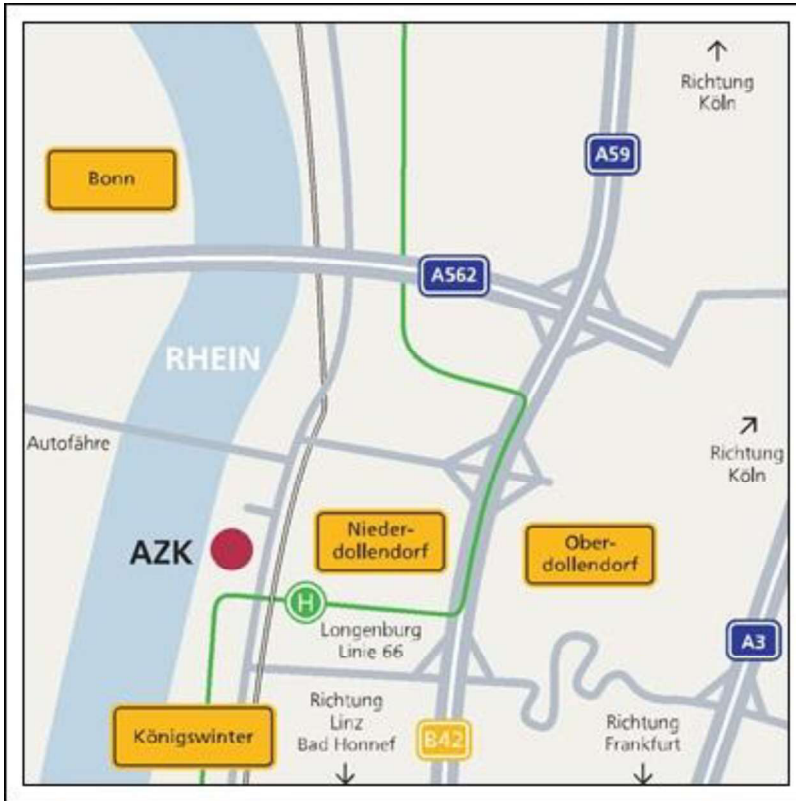 Richtung
Köln
A59
Bonn
A562
RHEIN
Autofähre
Richtung
Köln
AZK
Nieder-
dollendorf
Ober-
dollendorf
H
Longenburg
Linie 66
A3
Richtung
Linz
Bad Honnef
Königswinter
B42
Richtung
Frankfurt